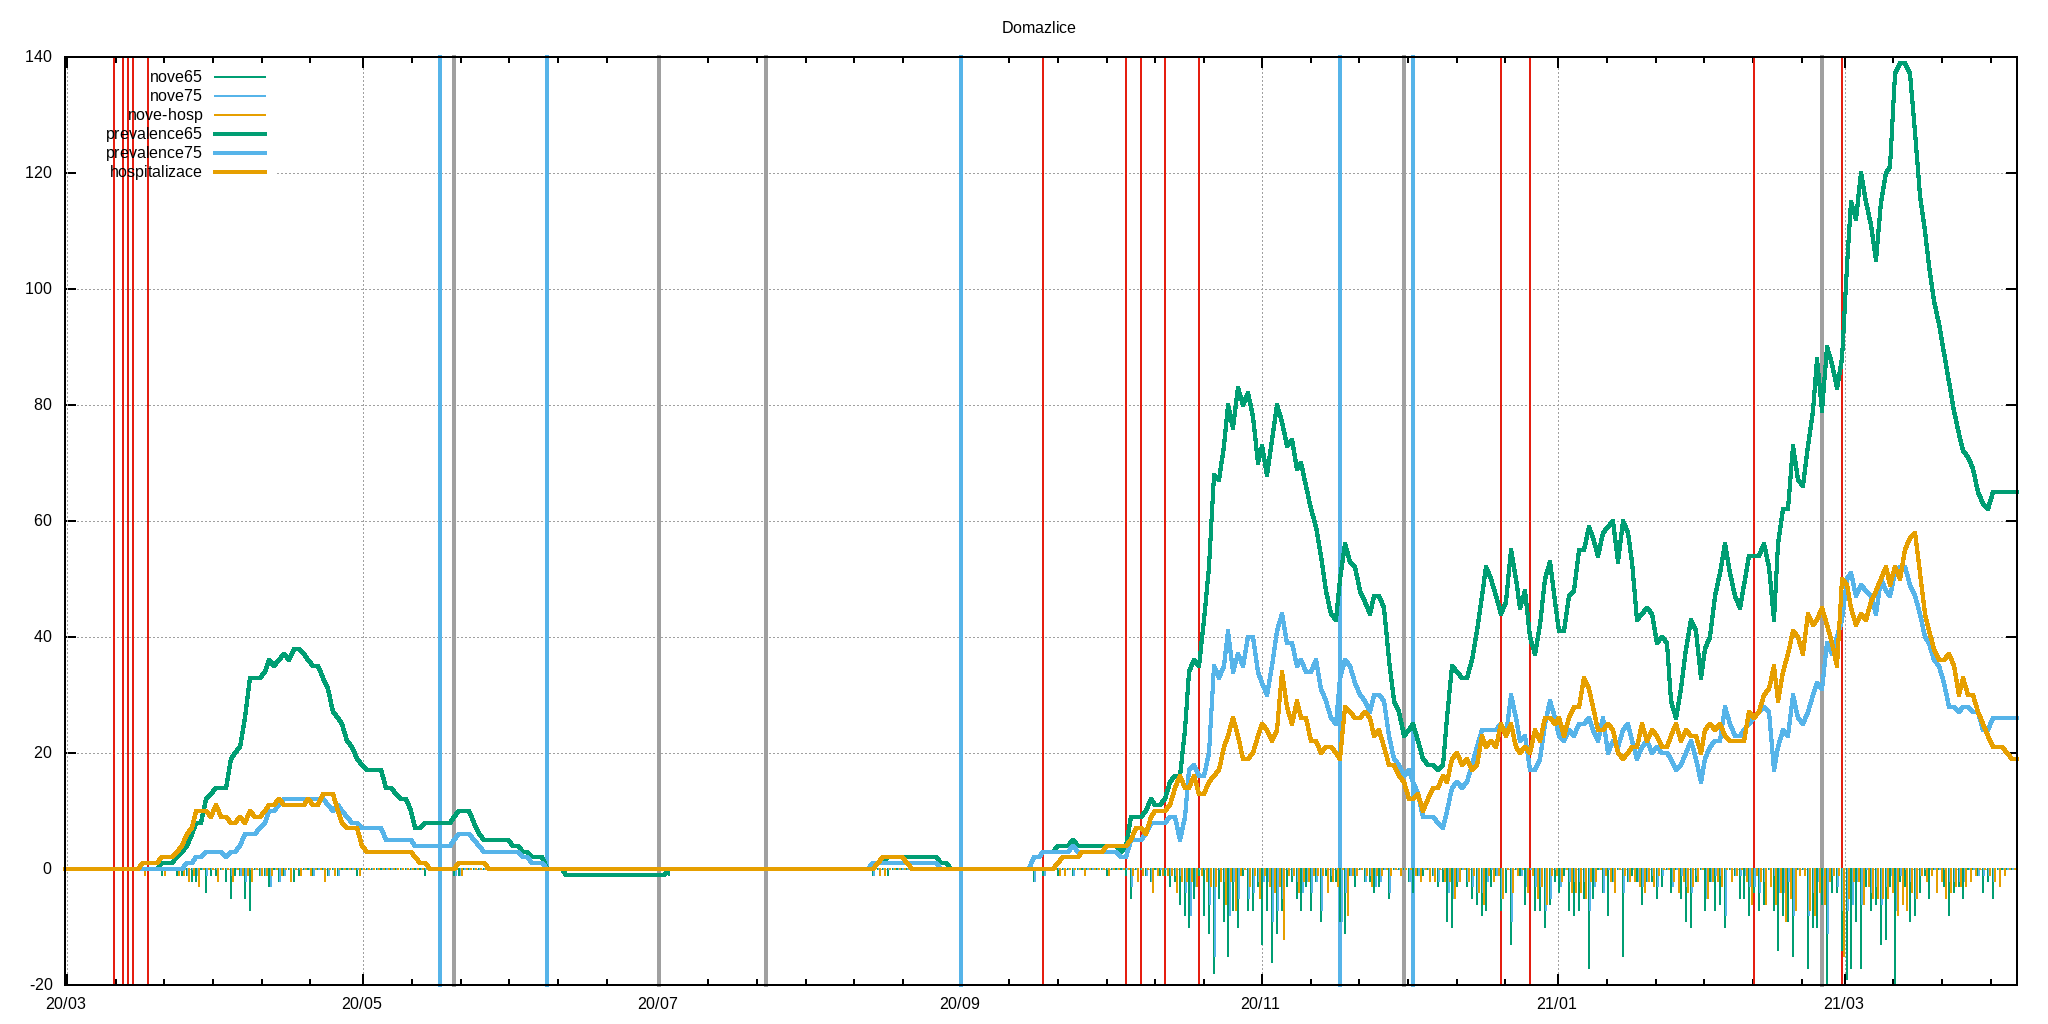 Domazlice
140
nove65
nove75
nove-hosp
prevalence65
prevalence75
hospitalizace
120
100
80
60
40
20
0
-20
20/03 20/05 20/07 20/09 20/11 21/01 21/03